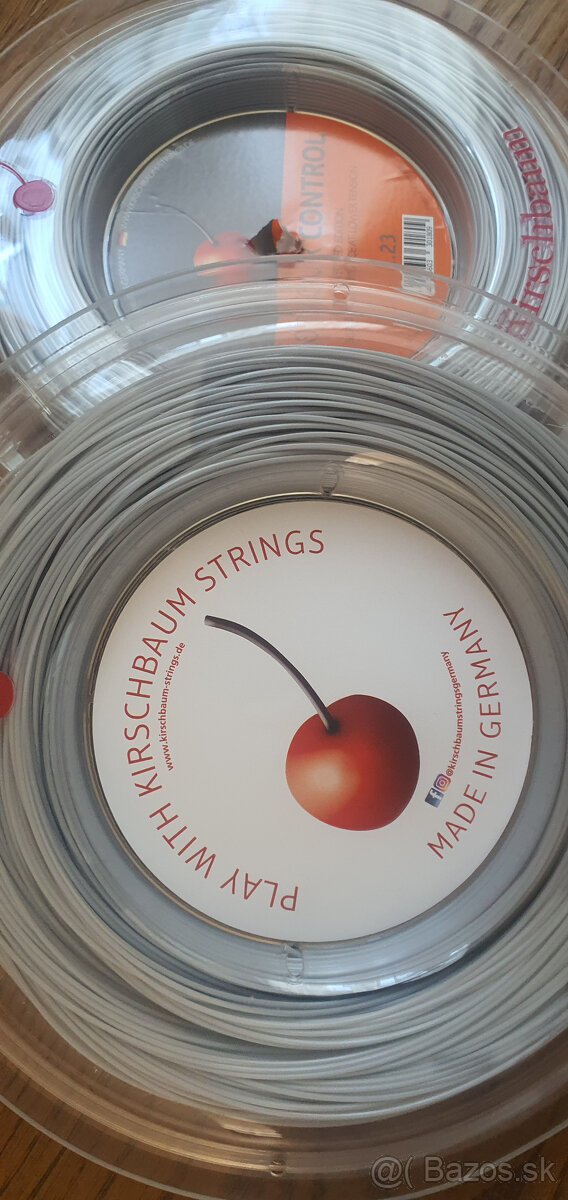 CONTROL
.23
kirschbaum
PLAY WITH KIRSCHBAUM STRINGS
www.kirschbaum-strings.de
@kirschbaumstringsgermany
MADE IN GERMANY
@( Bazos.sk